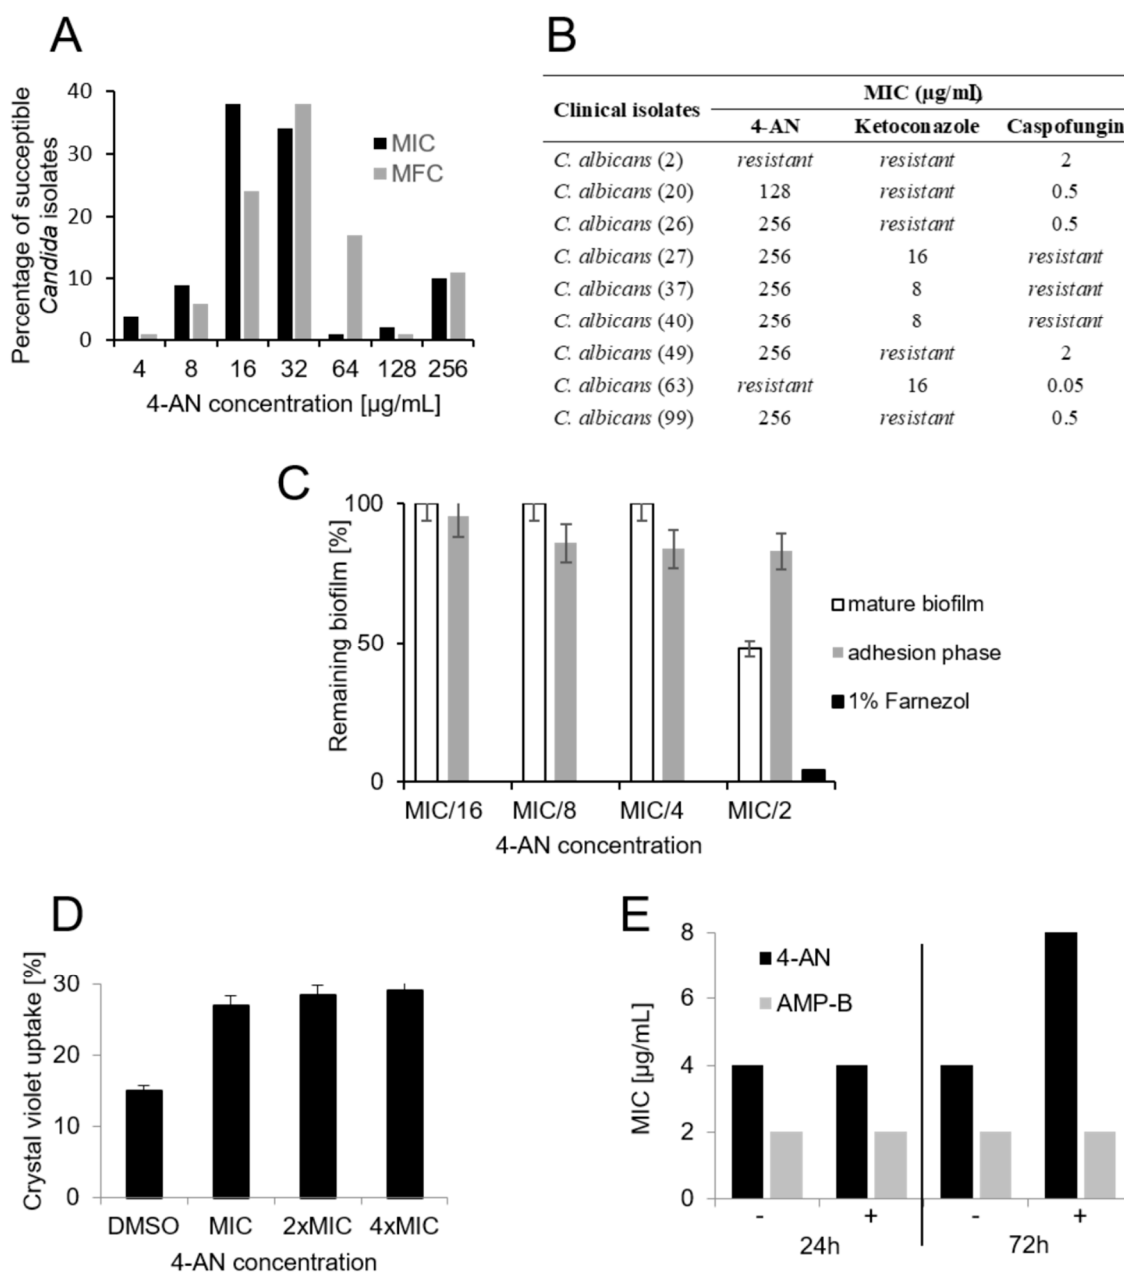 A
Percentage of susceptible
Candida isolates
40
30
20
10
0
MIC
MFC
4 8 16 32 64 128 256
4-AN concentration [µg/mL]
B
Clinical isolates MIC (µg/mL)
4-AN Ketoconazole Caspofungin
C. albicans (2) resistant resistant 2
C. albicans (20) 128 resistant 0.5
C. albicans (26) 256 resistant 0.5
C. albicans (27) 256 16 resistant
C. albicans (37) 256 8 resistant
C. albicans (40) 256 8 resistant
C. albicans (49) 256 resistant 2
C. albicans (63) resistant 16 0.05
C. albicans (99) 256 resistant 0.5
C
Remaining biofilm [%]
100
50
0
MIC/16 MIC/8 MIC/4 MIC/2
4-AN concentration
mature biofilm
adhesion phase
1% Farnezol
D
Crystal violet uptake [%]
30
20
10
0
DMSO MIC 2xMIC 4xMIC
4-AN concentration
E
MIC [µg/mL]
8
6
4
2
0
4-AN
AMP-B
- + - +
24h 72h